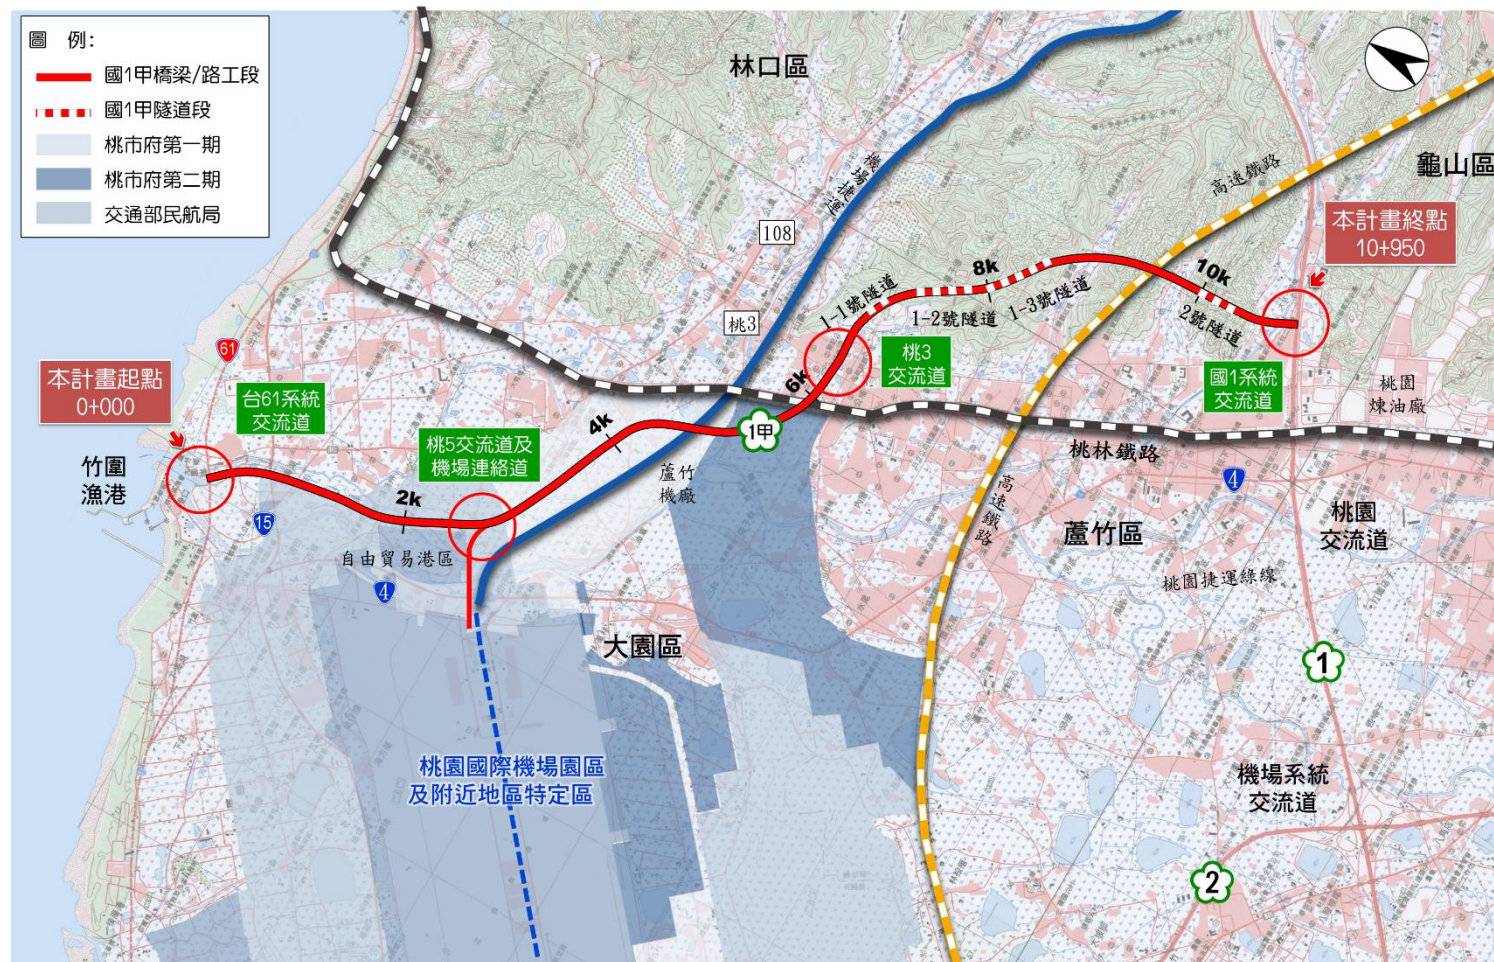 圖 例:
國1甲橋梁/路工段
國1甲隧道段
桃市府第一期
桃市府第二期
交通部民航局
林口區
龜山區
機場捷運
高速鐵路
108
桃3
本計畫終點
10+950
8k
10k
1-1號隧道
1-2號隧道
1-3號隧道
2號隧道
61
本計畫起點
0+000
台61系統
交流道
桃3
交流道
6k
國1系統
交流道
桃園
煉油廠
桃5交流道及
機場連絡道
4k
1甲
桃林鐵路
竹圍
漁港
2k
15
蘆竹
機廠
高速鐵路
4
蘆竹區
桃園
交流道
自由貿易港區
4
桃園捷運綠線
大園區
1
桃園國際機場園區
及附近地區特定區
機場系統
交流道
2